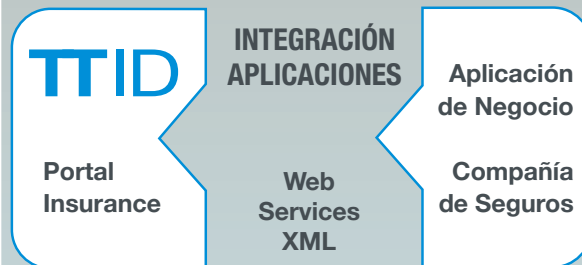 TTID
Portal
Insurance
INTEGRACIÓN
APLICACIONES
Web
Services
XML
Aplicación
de Negocio
Compañía
de Seguros